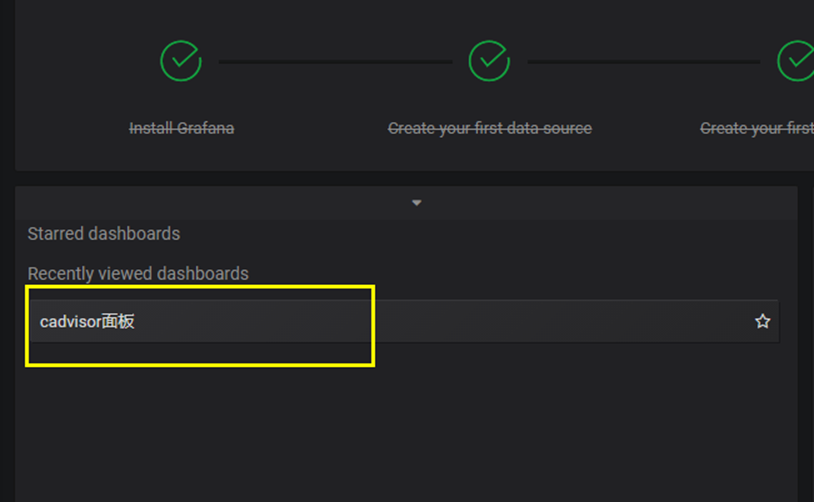 Install Grafana
Create your first data source
Create your first
Starred dashboards
Recently viewed dashboards
cadvisor面板